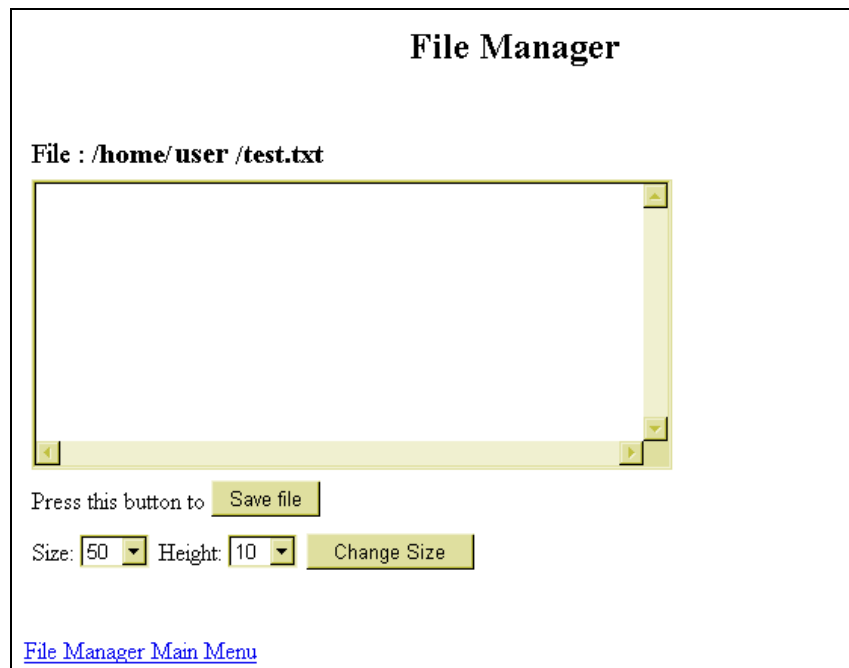 File Manager
File : /home/ user /test.txt
Press this button to Save file
Size: 50 Height: 10 Change Size
File Manager Main Menu